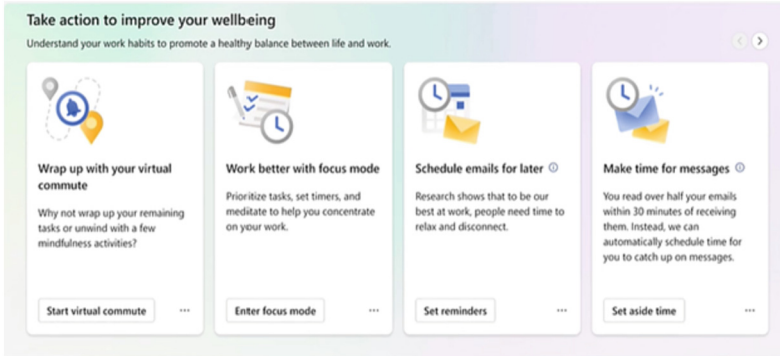 Take action to improve your wellbeing
Understand your work habits to promote a healthy balance between life and work.
Wrap up with your virtual
commute
Why not wrap up your remaining
tasks or unwind with a few
mindfulness activities?
Start virtual commute
Work better with focus mode
Prioritize tasks, set timers, and
meditate to help you concentrate
on your work.
Enter focus mode
Schedule emails for later
Research shows that to be our
best at work, people need time to
relax and disconnect.
Set reminders
Make time for messages
You read over half your emails
within 30 minutes of receiving
them. Instead, we can
automatically schedule time for
you to catch up on messages.
Set aside time